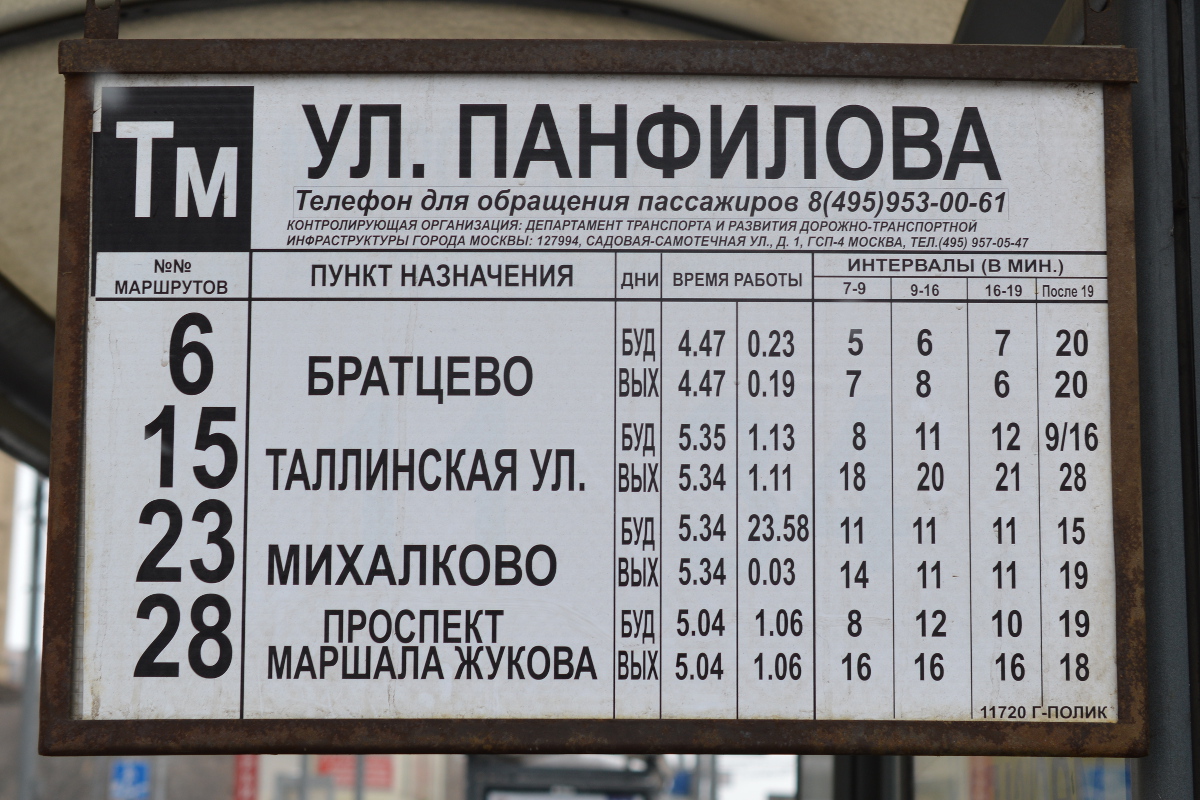 ТМ
УЛ. ПАНФИЛОВА
Телефон для обращения пассажиров 8(495)953-00-61
КОНТРОЛИРУЮЩАЯ ОРГАНИЗАЦИЯ: ДЕПАРТАМЕНТ ТРАНСПОРТА И РАЗВИТИЯ ДОРОЖНО-ТРАНСПОРТНОЙ
ИНФРАСТРУКТУРЫ ГОРОДА МОСКВЫ: 127994, САДОВАЯ-САМОТЕЧНАЯ УЛ., Д. 1, ГСП-4 МОСКВА, ТЕЛ.(495) 957-05-47
№№ МАРШРУТОВ ПУНКТ НАЗНАЧЕНИЯ ДНИ ВРЕМЯ РАБОТЫ ИНТЕРВАЛЫ (В МИН.)
7-9 9-16 16-19 После 19
6 БРАТЦЕВО БУД 4.47 0.23 5 6 7 20
ВЫХ 4.47 0.19 7 8 6 20
15 ТАЛЛИНСКАЯ УЛ. БУД 5.35 1.13 8 11 12 9/16
ВЫХ 5.34 1.11 18 20 21 28
23 МИХАЛКОВО БУД 5.34 23.58 11 11 11 15
ВЫХ 5.34 0.03 14 11 11 19
28 ПРОСПЕКТ БУД 5.04 1.06 8 12 10 19
МАРШАЛА ЖУКОВА ВЫХ 5.04 1.06 16 16 16 18
11720 Г-ПОЛИК